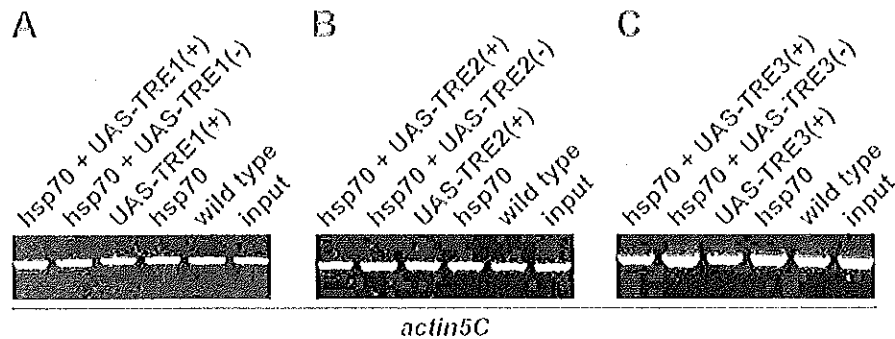 A
hsp70 + UAS-TRE1(+)
hsp70 + UAS-TRE1(-)
UAS-TRE1(+)
hsp70
wild type
input
B
hsp70 + UAS-TRE2(+)
hsp70 + UAS-TRE2(-)
UAS-TRE2(+)
hsp70
wild type
input
C
hsp70 + UAS-TRE3(+)
hsp70 + UAS-TRE3(-)
UAS-TRE3(+)
hsp70
wild type
input
actin5C